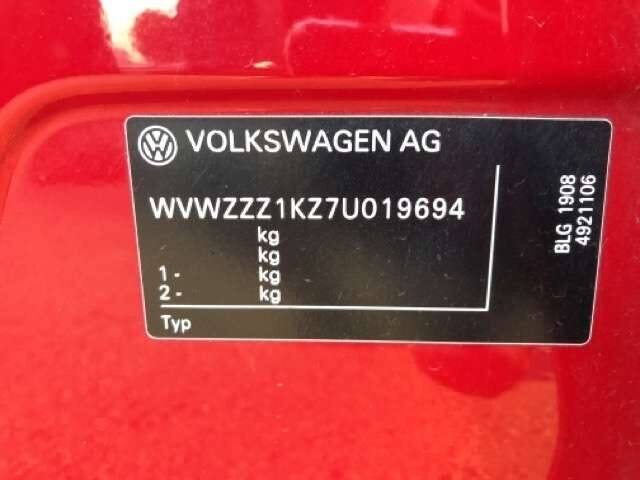 VOLKSWAGEN AG
WVWZZZ1KZ7U019694
kg
kg
1 - kg
2 - kg
Typ
BLG 1908
4921106